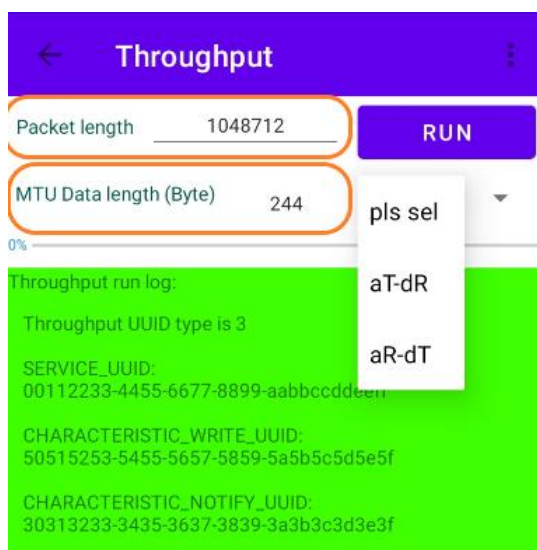 Throughput
Packet length 1048712
RUN
MTU Data length (Byte) 244
pls sel
aT-dR
aR-dT
0%
Throughput run log:
Throughput UUID type is 3
SERVICE_UUID:
00112233-4455-6677-8899-aabbccddeeff
CHARACTERISTIC_WRITE_UUID:
50515253-5455-5657-5859-5a5b5c5d5e5f
CHARACTERISTIC_NOTIFY_UUID:
30313233-3435-3637-3839-3a3b3c3d3e3f